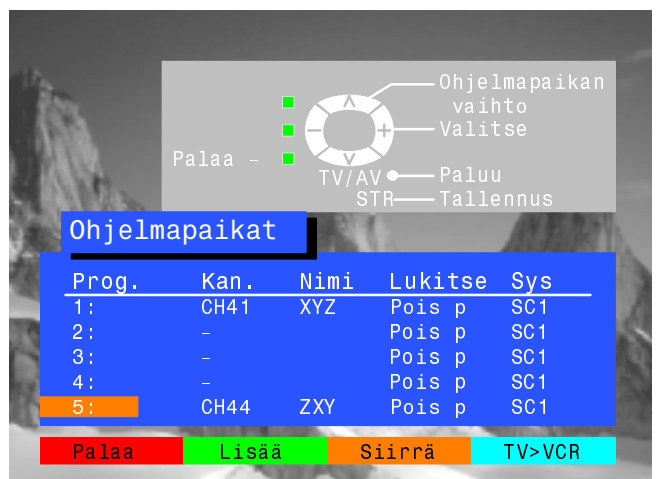 Ohjelmapaikan
vaihto
Valitse
Palaa -
TV/AV Paluu
STR Tallennus
Ohjelmapaikat
Prog. Kan. Nimi Lukitse Sys
1: CH41 XYZ Pois p SC1
2: - Pois p SC1
3: - Pois p SC1
4: - Pois p SC1
5: CH44 ZXY Pois p SC1
Palaa Lisää Siirrä TV>VCR